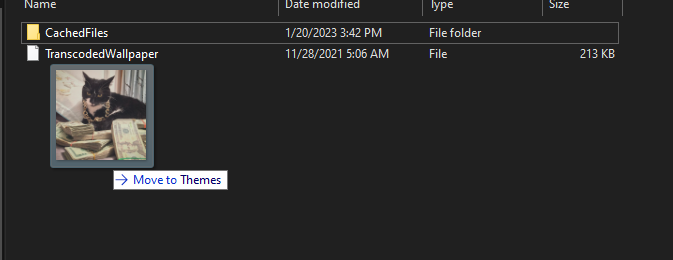 Name Date modified Type Size
CachedFiles 1/20/2023 3:42 PM File folder
TranscodedWallpaper 11/28/2021 5:06 AM File 213 KB
Move to Themes